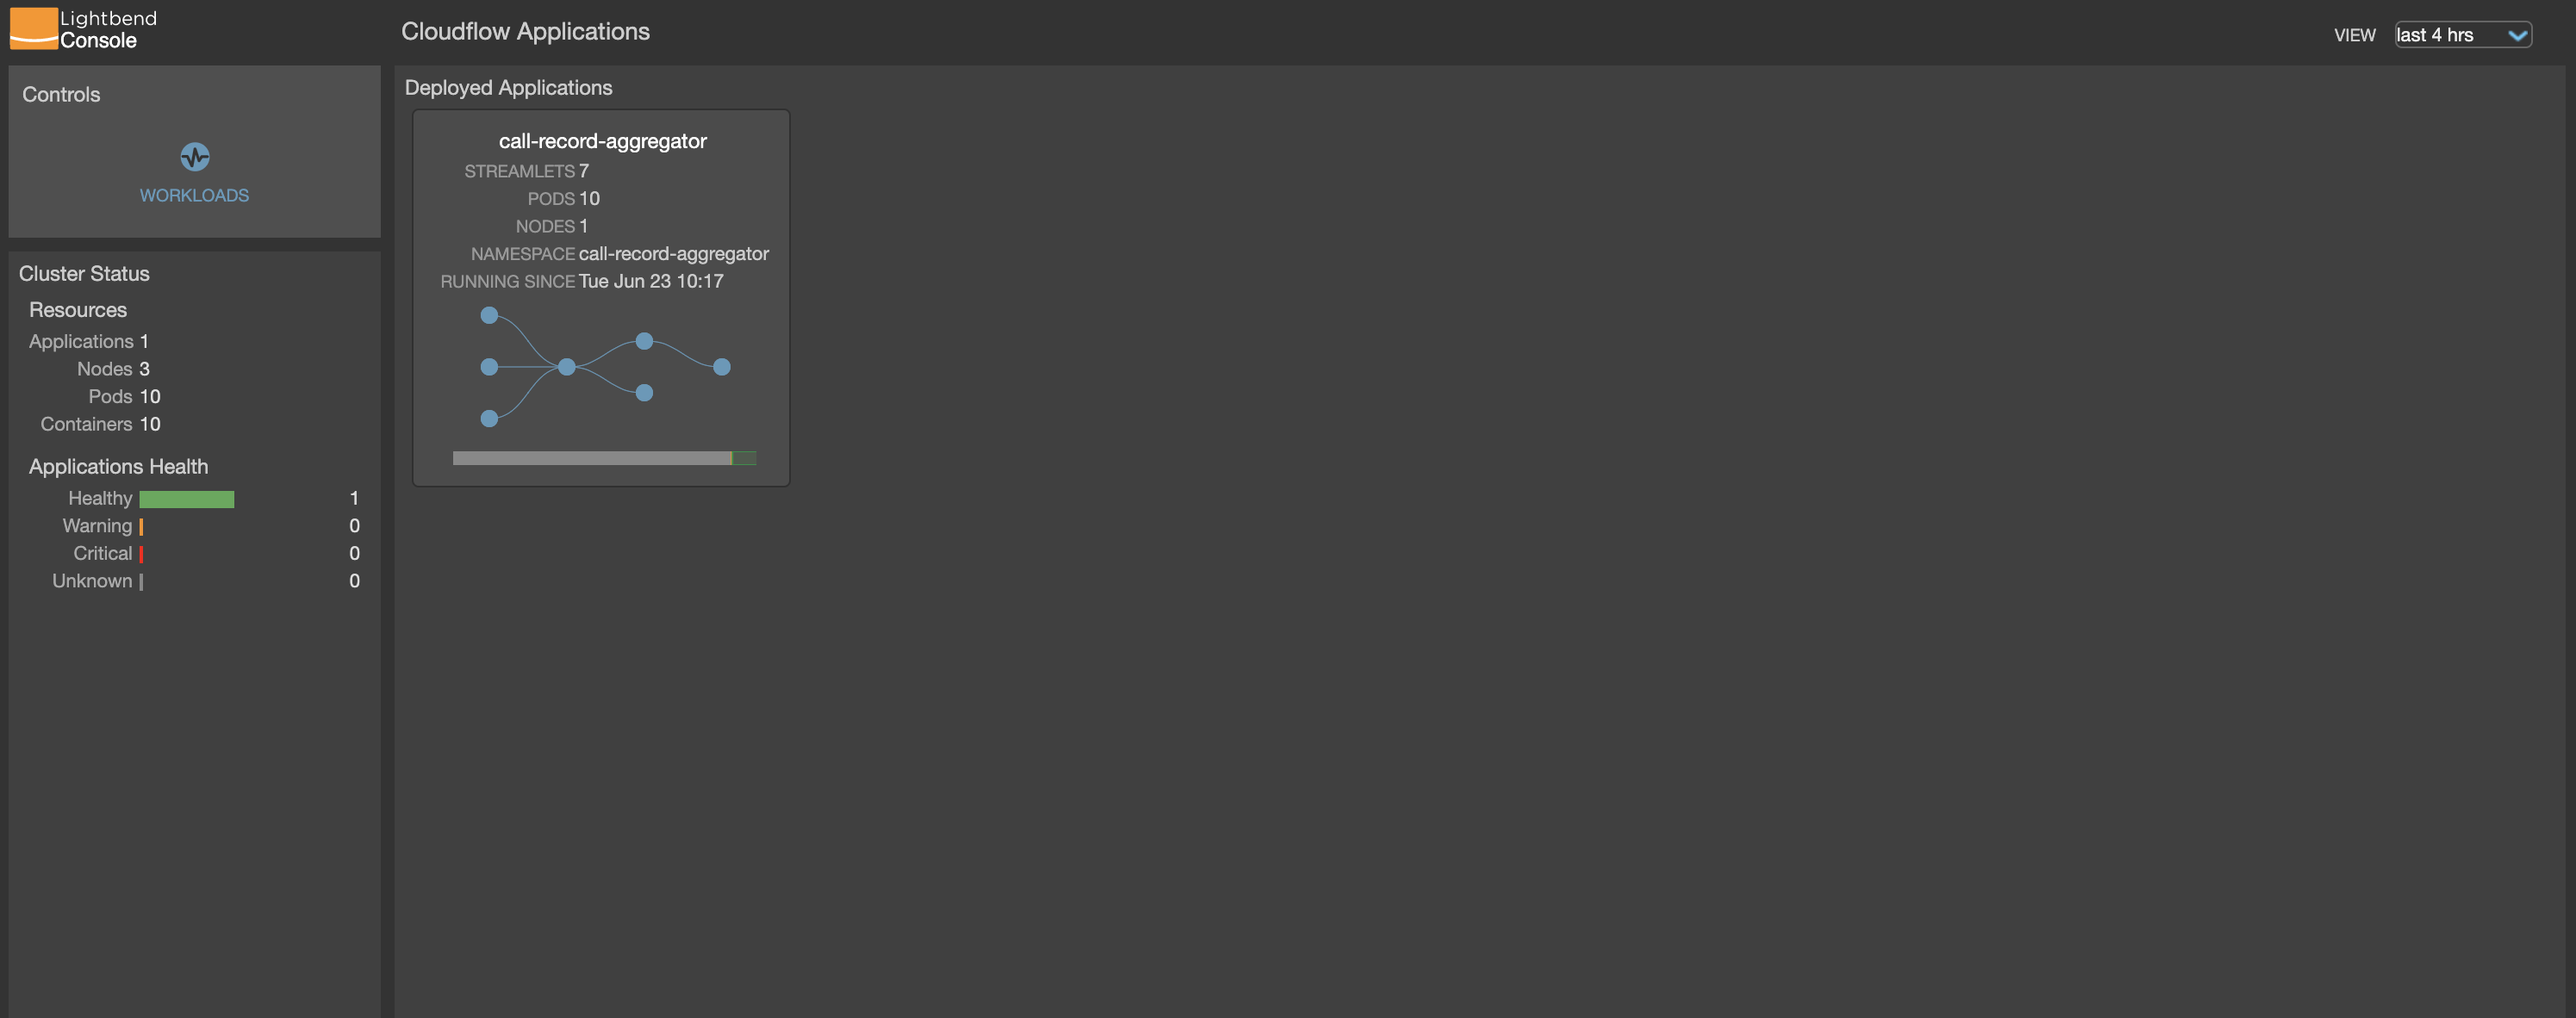 Lightbend
Console
Cloudflow Applications
VIEW last 4 hrs
Controls
WORKLOADS
Cluster Status
Resources
Applications 1
Nodes 3
Pods 10
Containers 10
Applications Health
Healthy 1
Warning 0
Critical 0
Unknown 0
Deployed Applications
call-record-aggregator
STREAMLETS 7
PODS 10
NODES 1
NAMESPACE call-record-aggregator
RUNNING SINCE Tue Jun 23 10:17